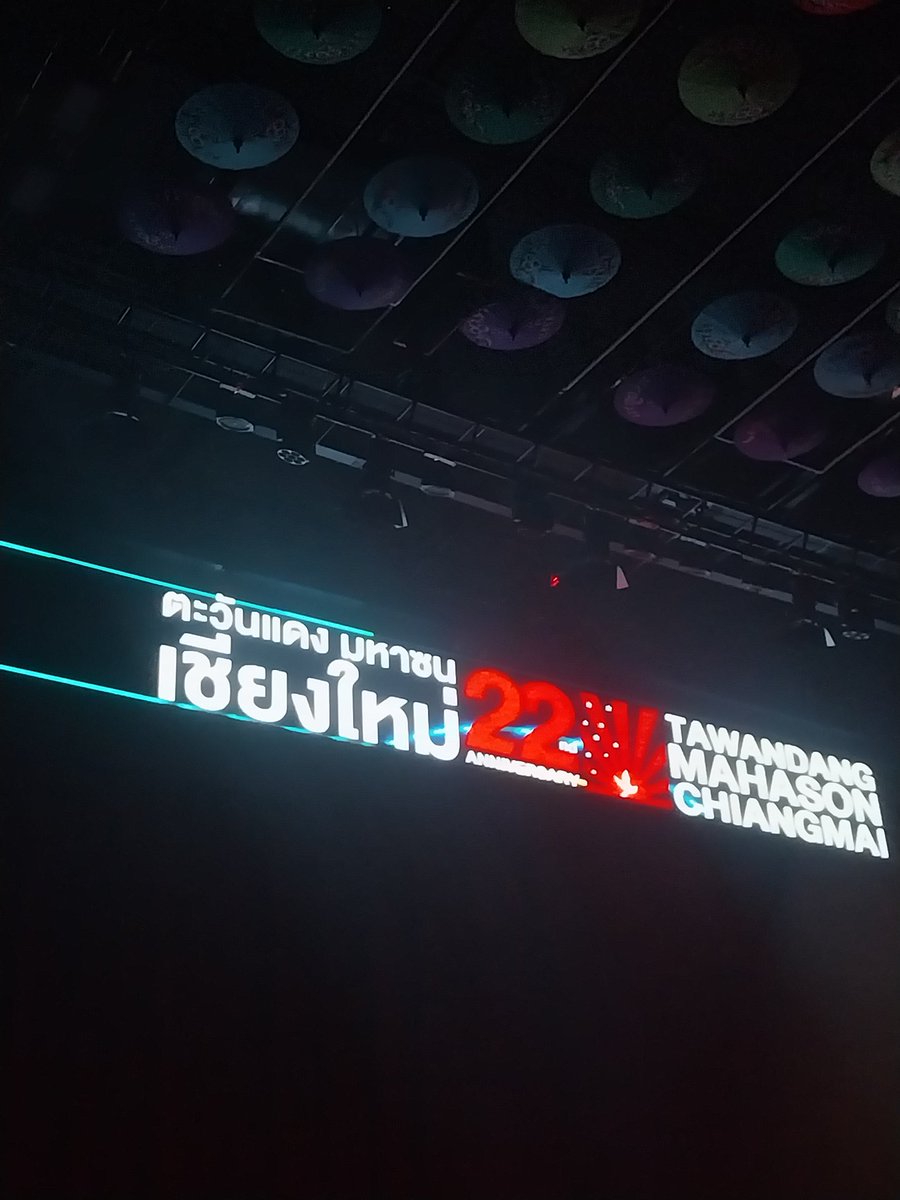 ตะวันแดง มหาชน
เชียงใหม่
22nd
ANNIVERSARY
TAWANDANG
MAHASON
CHIANGMAI